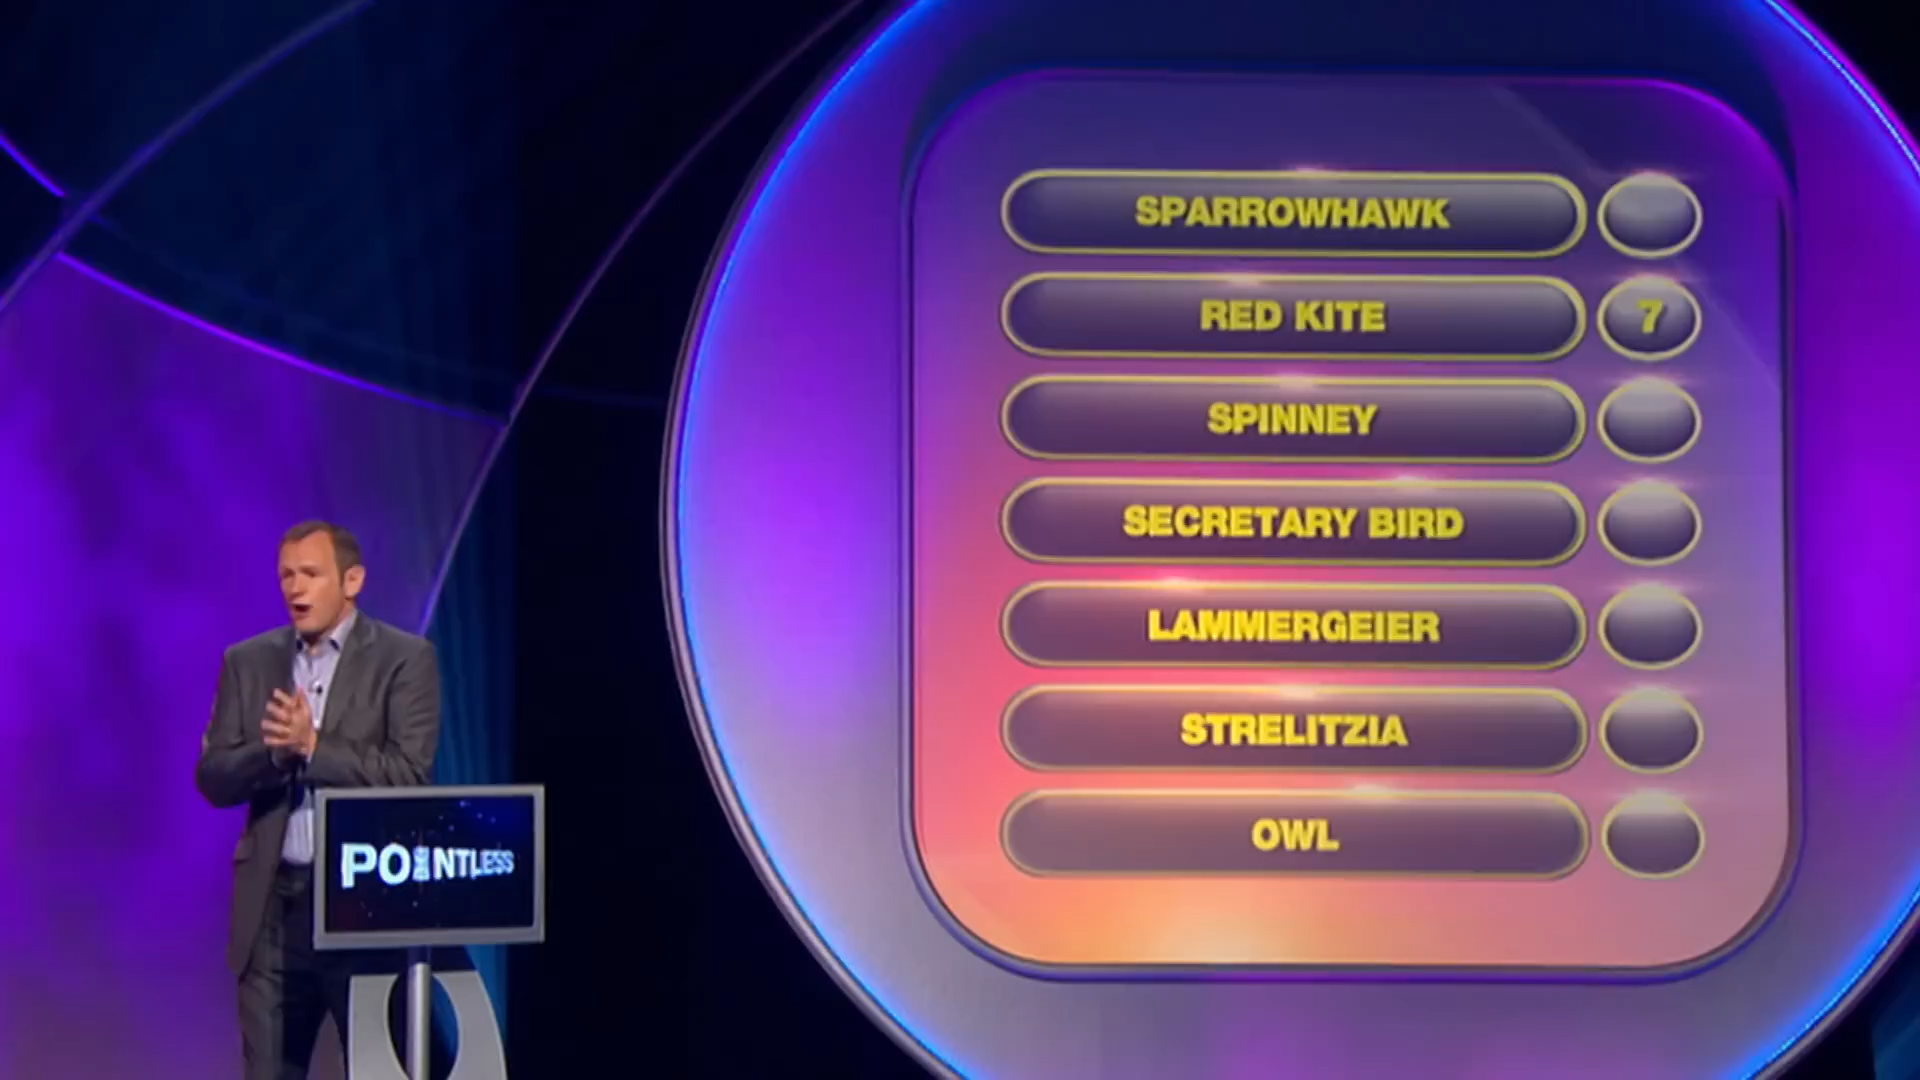 SPARROWHAWK
RED KITE 7
SPINNEY
SECRETARY BIRD
LAMMERGEIER
STRELITZIA
OWL
POINTLESS